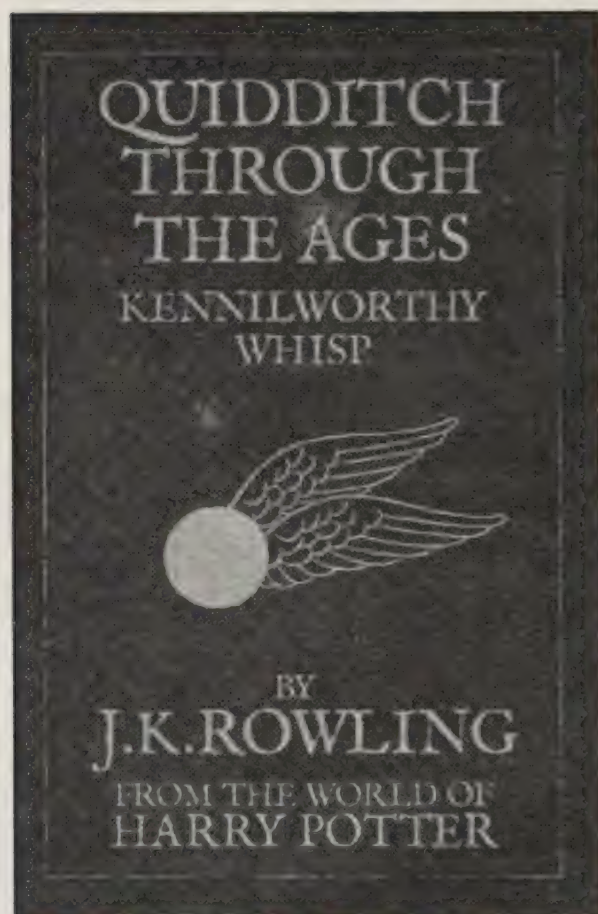 QUIDDITCH
THROUGH
THE AGES
KENNILWORTHY
WHISP
BY
J.K.ROWLING
FROM THE WORLD OF
HARRY POTTER